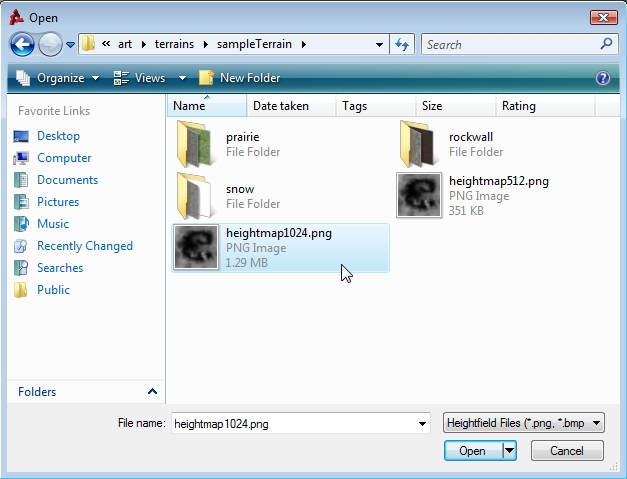 Open
« art terrains sampleTerrain
Search
Organize Views New Folder
Favorite Links
Name Date taken Tags Size Rating
Desktop
Computer
Documents
Pictures
Music
Recently Changed
Searches
Public
prairie
File Folder
rockwall
File Folder
snow
File Folder
heightmap512.png
PNG Image
351 KB
heightmap1024.png
PNG Image
1.29 MB
Folders
File name: heightmap1024.png Heightfield Files (*.png, *.bmp
Open Cancel